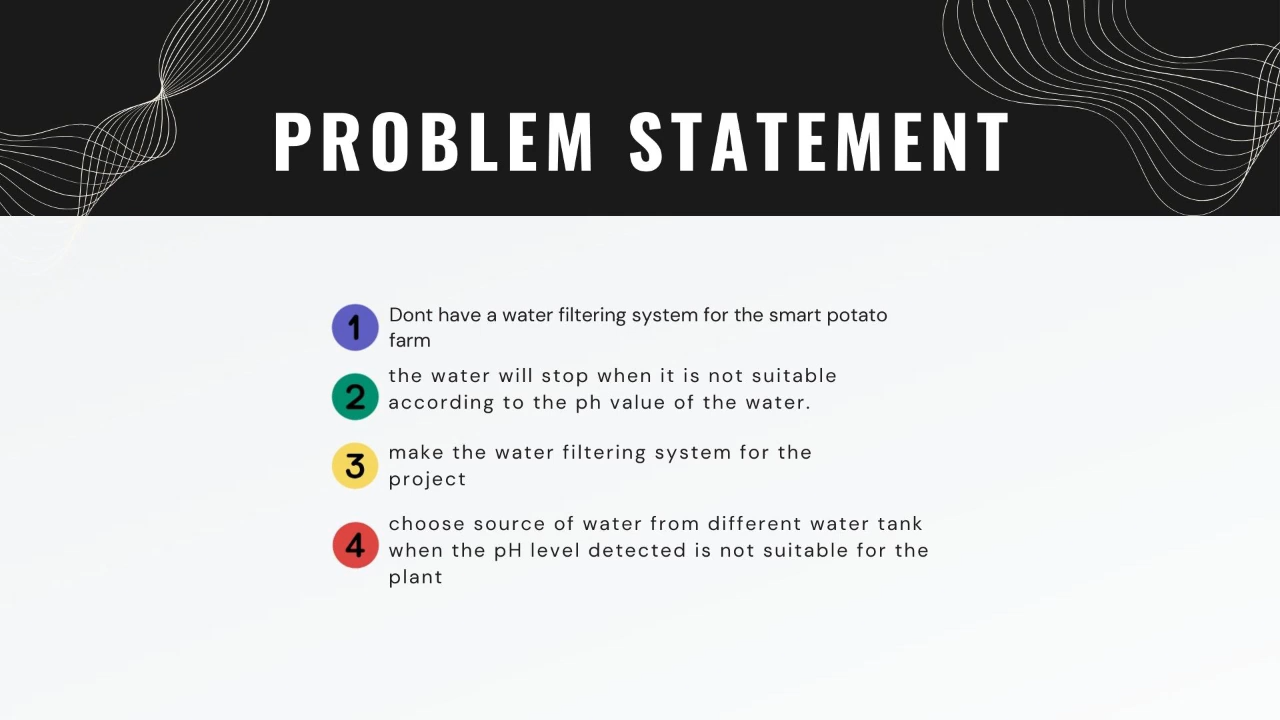 PROBLEM STATEMENT
1 Dont have a water filtering system for the smart potato
farm
2 the water will stop when it is not suitable
according to the ph value of the water.
3 make the water filtering system for the
project
4 choose source of water from different water tank
when the pH level detected is not suitable for the
plant